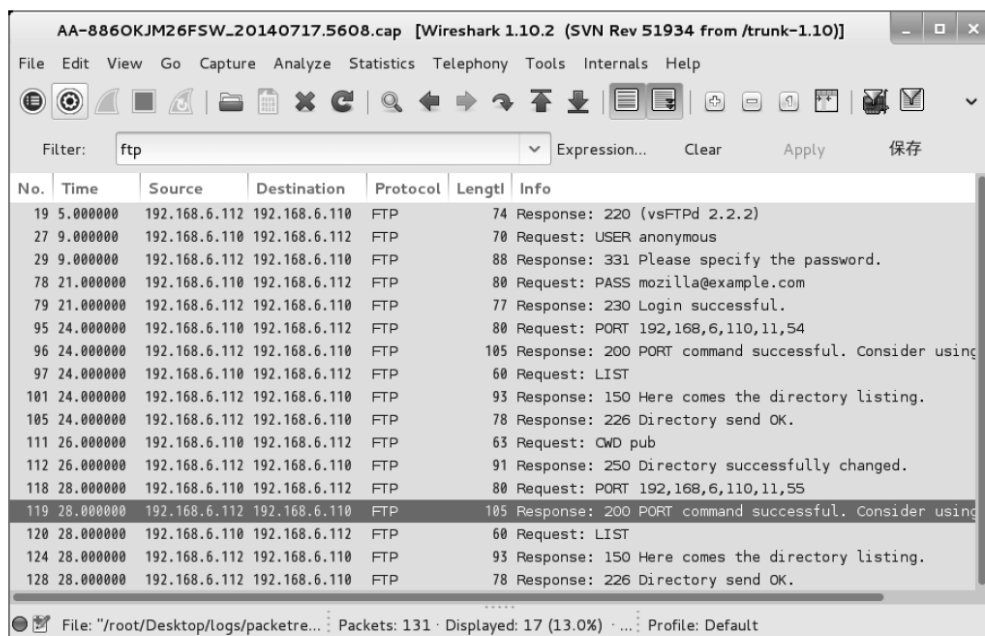 AA-886OKJM26FSW_20140717.5608.cap [Wireshark 1.10.2 (SVN Rev 51934 from /trunk-1.10)]
File Edit View Go Capture Analyze Statistics Telephony Tools Internals Help
Filter: ftp Expression... Clear Apply 保存
No. Time Source Destination Protocol Lengtl Info
19 5.000000 192.168.6.112 192.168.6.110 FTP 74 Response: 220 (vsFTPd 2.2.2)
27 9.000000 192.168.6.110 192.168.6.112 FTP 70 Request: USER anonymous
29 9.000000 192.168.6.112 192.168.6.110 FTP 88 Response: 331 Please specify the password.
78 21.000000 192.168.6.110 192.168.6.112 FTP 80 Request: PASS mozilla@example.com
79 21.000000 192.168.6.112 192.168.6.110 FTP 77 Response: 230 Login successful.
95 24.000000 192.168.6.110 192.168.6.112 FTP 80 Request: PORT 192,168,6,110,11,54
96 24.000000 192.168.6.112 192.168.6.110 FTP 105 Response: 200 PORT command successful. Consider using
97 24.000000 192.168.6.110 192.168.6.112 FTP 60 Request: LIST
101 24.000000 192.168.6.112 192.168.6.110 FTP 93 Response: 150 Here comes the directory listing.
105 24.000000 192.168.6.112 192.168.6.110 FTP 78 Response: 226 Directory send OK.
111 26.000000 192.168.6.110 192.168.6.112 FTP 63 Request: CWD pub
112 26.000000 192.168.6.112 192.168.6.110 FTP 91 Response: 250 Directory successfully changed.
118 28.000000 192.168.6.110 192.168.6.112 FTP 80 Request: PORT 192,168,6,110,11,55
119 28.000000 192.168.6.112 192.168.6.110 FTP 105 Response: 200 PORT command successful. Consider using
120 28.000000 192.168.6.110 192.168.6.112 FTP 60 Request: LIST
124 28.000000 192.168.6.112 192.168.6.110 FTP 93 Response: 150 Here comes the directory listing.
128 28.000000 192.168.6.112 192.168.6.110 FTP 78 Response: 226 Directory send OK.
File: "/root/Desktop/logs/packetre... Packets: 131 · Displayed: 17 (13.0%) · ... Profile: Default